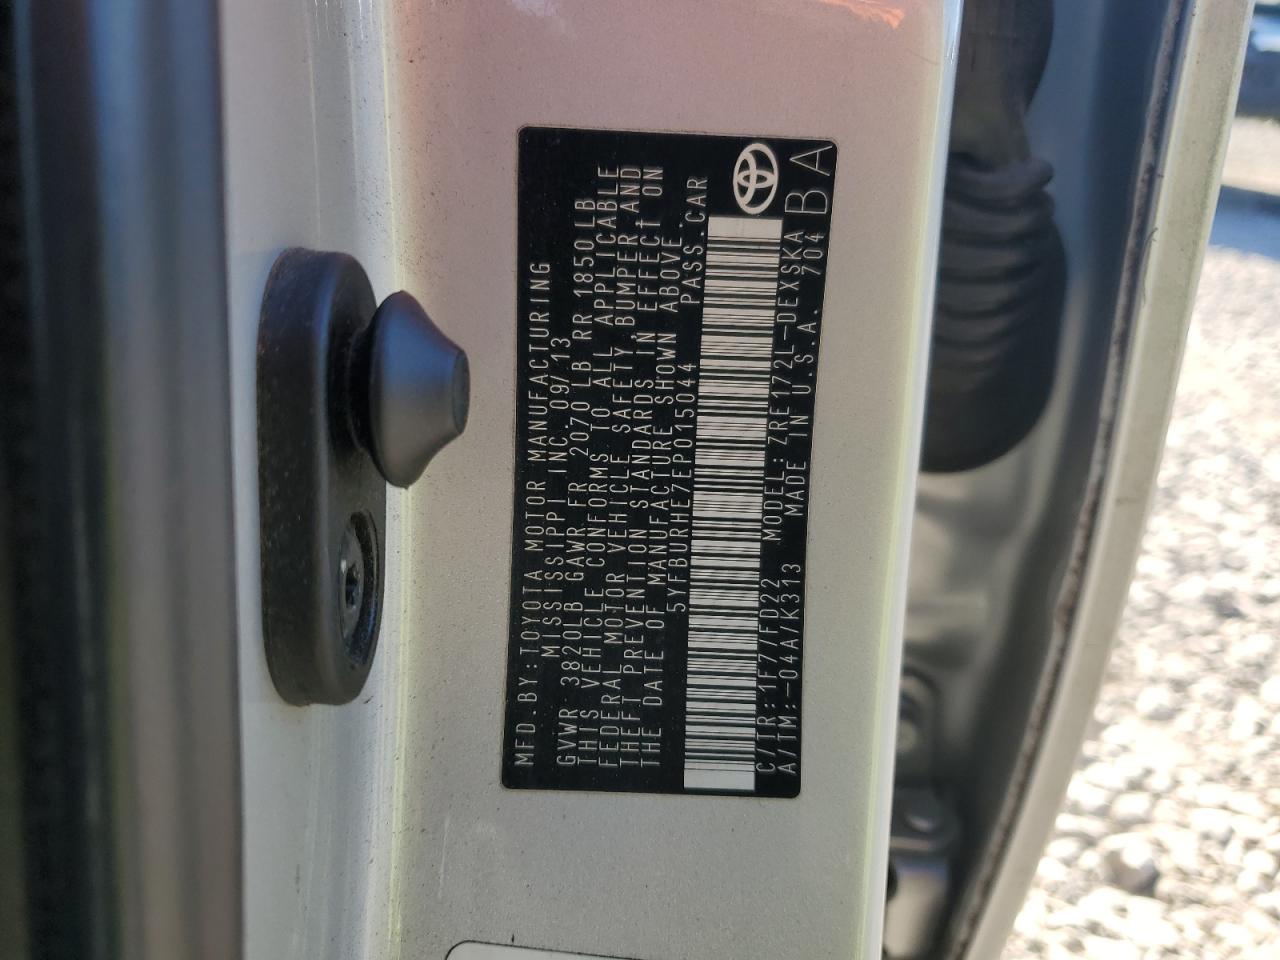 MFD.BY:TOYOTA MOTOR MANUFACTURING
MISSISSIPPI INC. 09/13
GVWR 3820LB GAWR FR 2070 LB RR 1850LB
THIS VEHICLE CONFORMS TO ALL APPLICABLE
FEDERAL MOTOR VEHICLE SAFETY,BUMPER,AND
THEFT PREVENTION STANDARDS IN EFFECT ON
THE DATE OF MANUFACTURE SHOWN ABOVE.
5YFBURHE7EP015044 PASS.CAR
C/TR:1F7/FD22 MODEL:ZRE172L-DEXSKA
A/TM:-04A/K313 MADE IN U.S.A. 704 BA